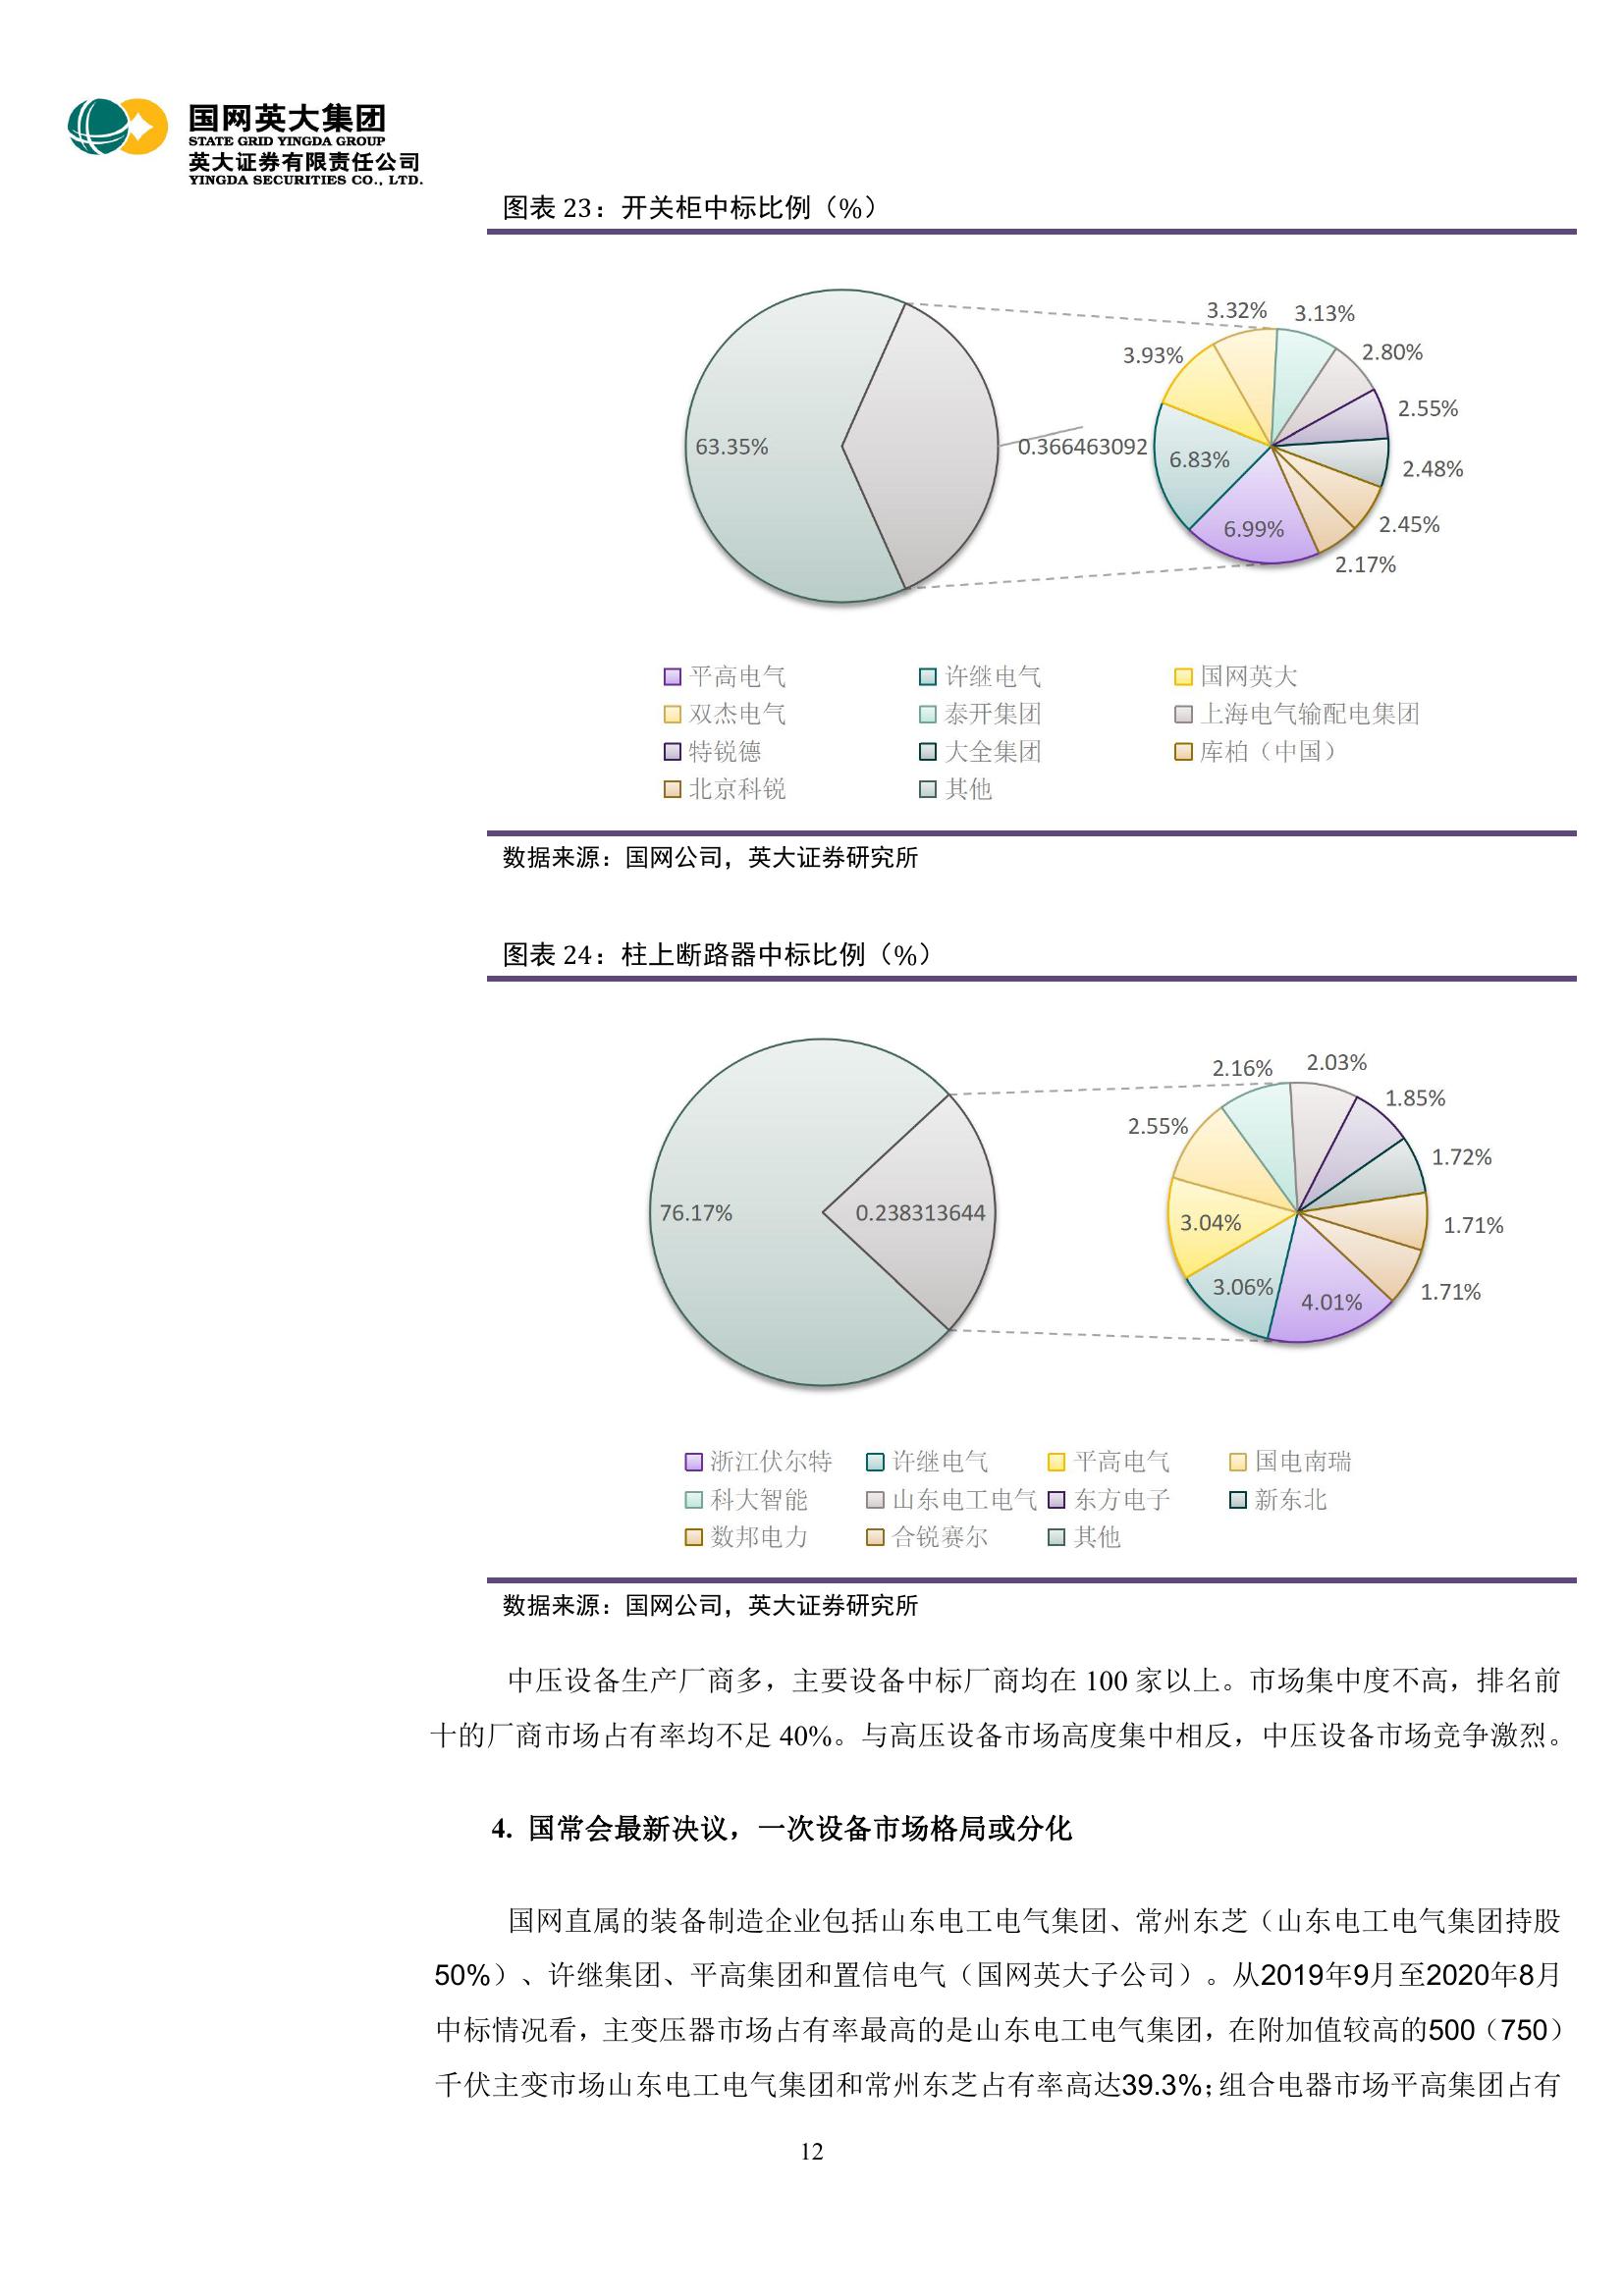 国网英大集团
STATE GRID YINGDA GROUP
英大证券有限责任公司
YINGDA SECURITIES CO., LTD.
图表 23：开关柜中标比例（%）
3.32%
3.13%
3.93%
2.80%
2.55%
63.35%
0.366463092
6.83%
2.48%
6.99%
2.45%
2.17%
平高电气 许继电气 国网英大
双杰电气 泰开集团 上海电气输配电集团
特锐德 大全集团 库柏（中国）
北京科锐 其他
数据来源：国网公司，英大证券研究所
图表 24：柱上断路器中标比例（%）
2.16%
2.03%
2.55%
1.85%
1.72%
76.17%
0.238313644
3.04%
1.71%
3.06%
4.01%
1.71%
浙江伏尔特 许继电气 平高电气 国电南瑞
科大智能 山东电工电气 东方电子 新东北
数邦电力 合锐赛尔 其他
数据来源：国网公司，英大证券研究所
中压设备生产厂商多，主要设备中标厂商均在 100 家以上。市场集中度不高，排名前
十的厂商市场占有率均不足 40%。与高压设备市场高度集中相反，中压设备市场竞争激烈。
4. 国常会最新决议，一次设备市场格局或分化
国网直属的装备制造企业包括山东电工电气集团、常州东芝（山东电工电气集团持股
50%）、许继集团、平高集团和置信电气（国网英大子公司）。从2019年9月至2020年8月
中标情况看，主变压器市场占有率最高的是山东电工电气集团，在附加值较高的500（750）
千伏主变市场山东电工电气集团和常州东芝占有率高达39.3%；组合电器市场平高集团占有
12